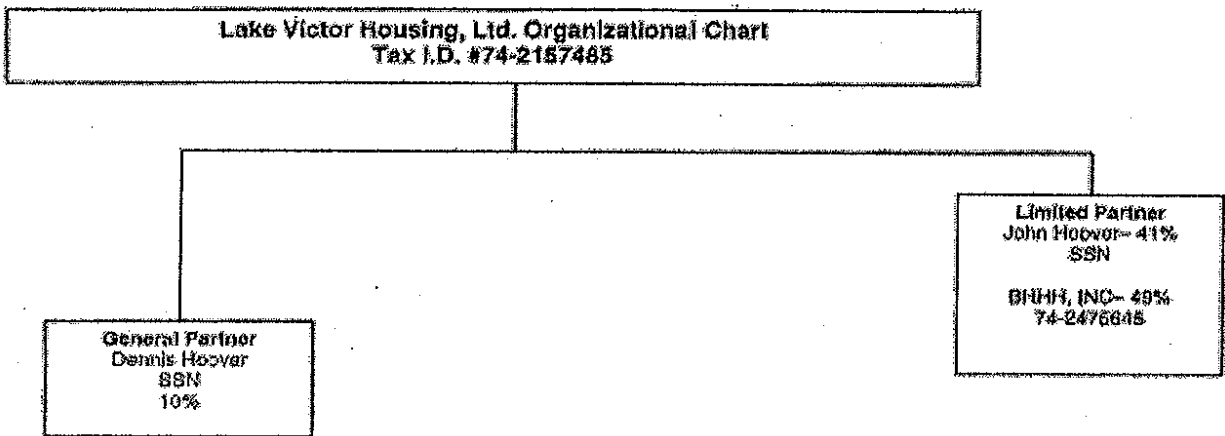 Lake Victor Housing, Ltd. Organizational Chart
Tax I.D. #74-2157485
Limited Partner
John Hoover- 41%
SSN
BHHH, INC- 49%
74-2476645
General Partner
Dennis Hoover
SSN
10%